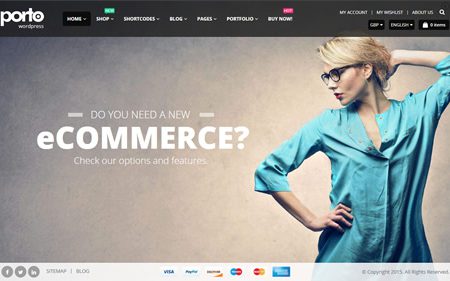 porto
wordpress
MY ACCOUNT | MY WISHLIST | ABOUT US
HOME SHOP SHORTCODES BLOG PAGES PORTFOLIO BUY NOW!
NEW
HOT!
GBP ENGLISH 0 items
DO YOU NEED A NEW
eCOMMERCE?
Check our options and features.
SITEMAP | BLOG
VISA PayPal DISCOVER
© Copyright 2015. All Rights Reserved.